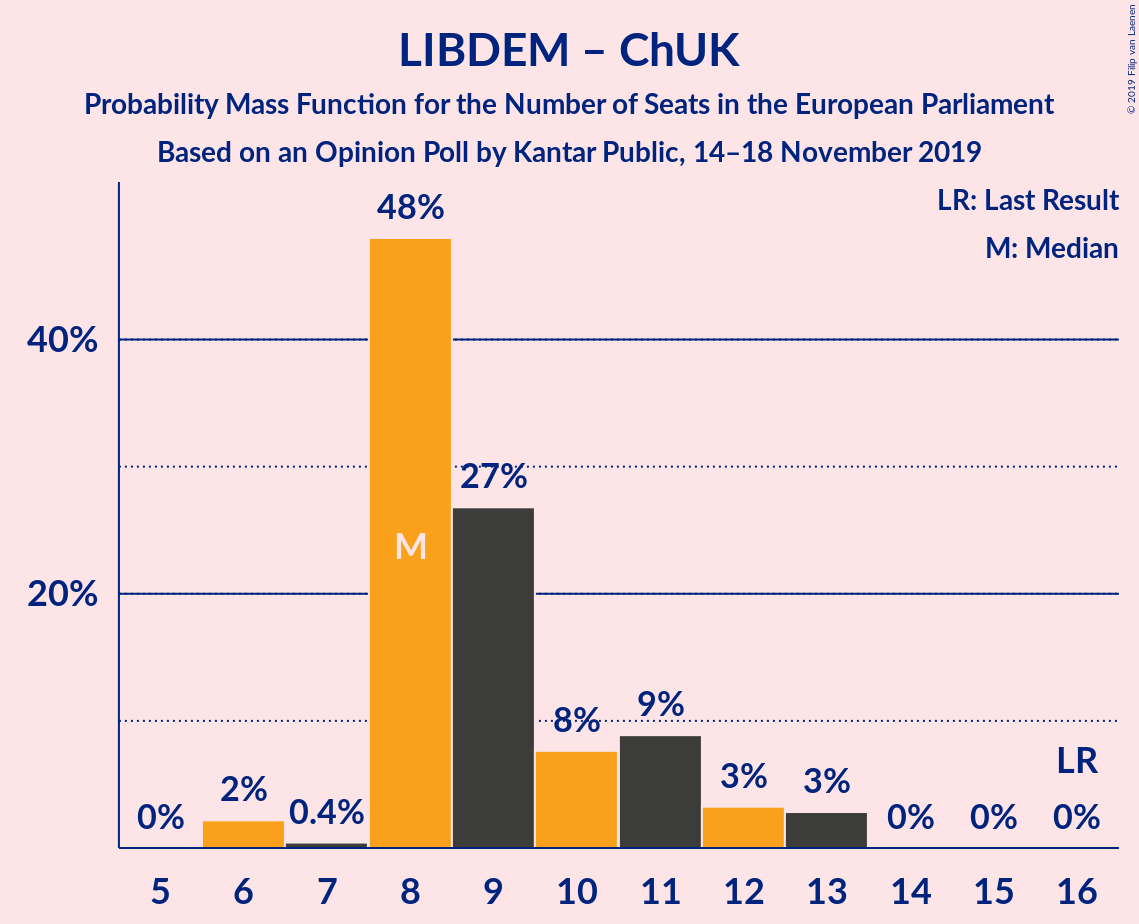 LIBDEM – ChUK
Probability Mass Function for the Number of Seats in the European Parliament
Based on an Opinion Poll by Kantar Public, 14–18 November 2019
© 2019 Filip van Laenen
LR: Last Result
M: Median
40%
20%
0%
2%
0.4%
48%
M
27%
8%
9%
3%
3%
0%
0%
LR
0%
5 6 7 8 9 10 11 12 13 14 15 16